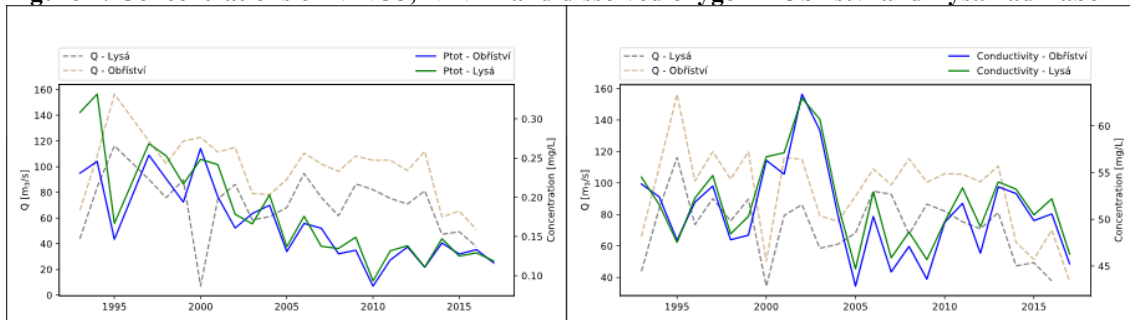 Q - Lysá
Q - Obříství
Ptot - Obříství
Ptot - Lysá
160
140
120
100
80
60
40
20
0
Q [m₃/s]
0.30
0.25
0.20
0.15
0.10
Concentration [mg/L]
1995 2000 2005 2010 2015
Q - Lysá
Q - Obříství
Conductivity - Obříství
Conductivity - Lysá
160
140
120
100
80
60
40
Q [m₃/s]
60
55
50
45
Concentration [mg/L]
1995 2000 2005 2010 2015